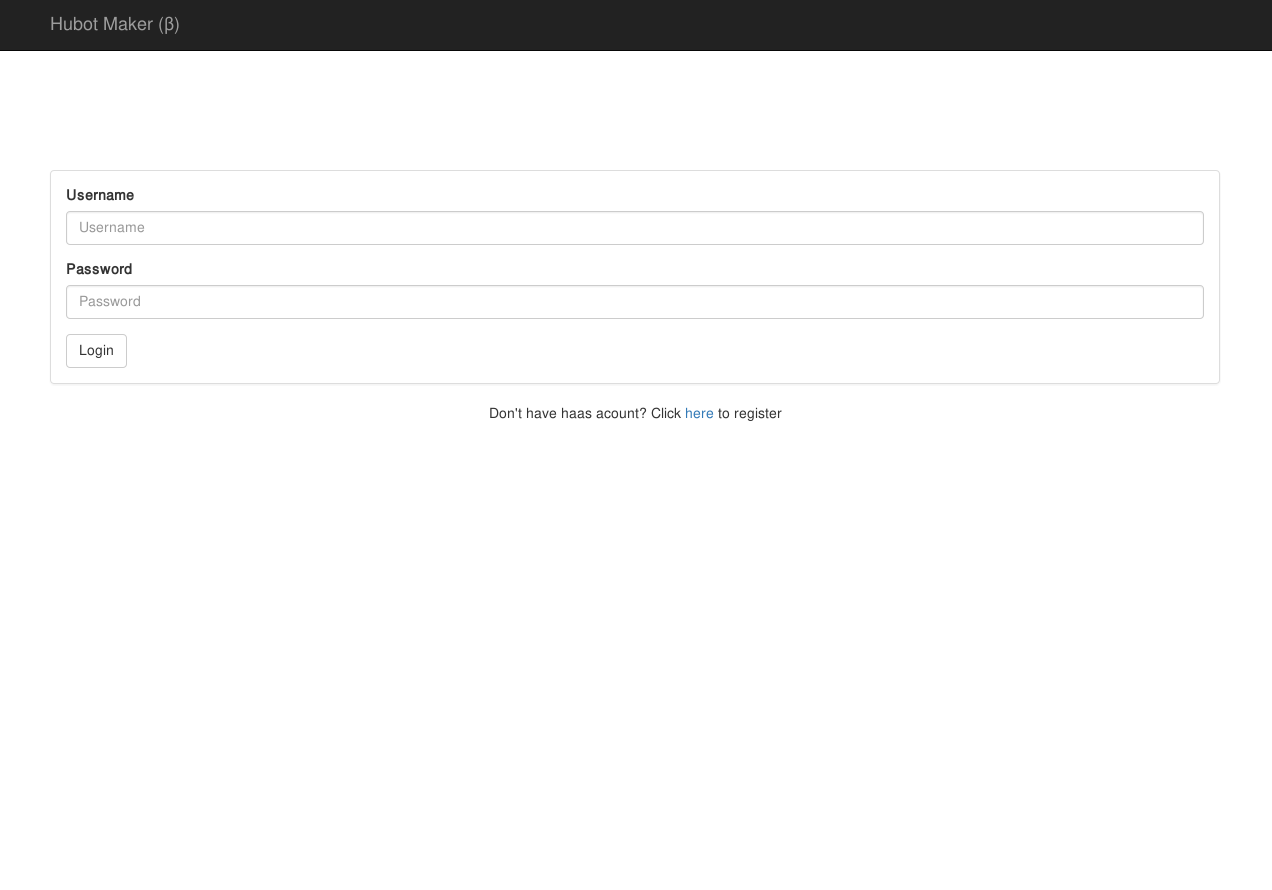 Hubot Maker (β)
Username
Username
Password
Password
Login
Don't have haas acount? Click here to register